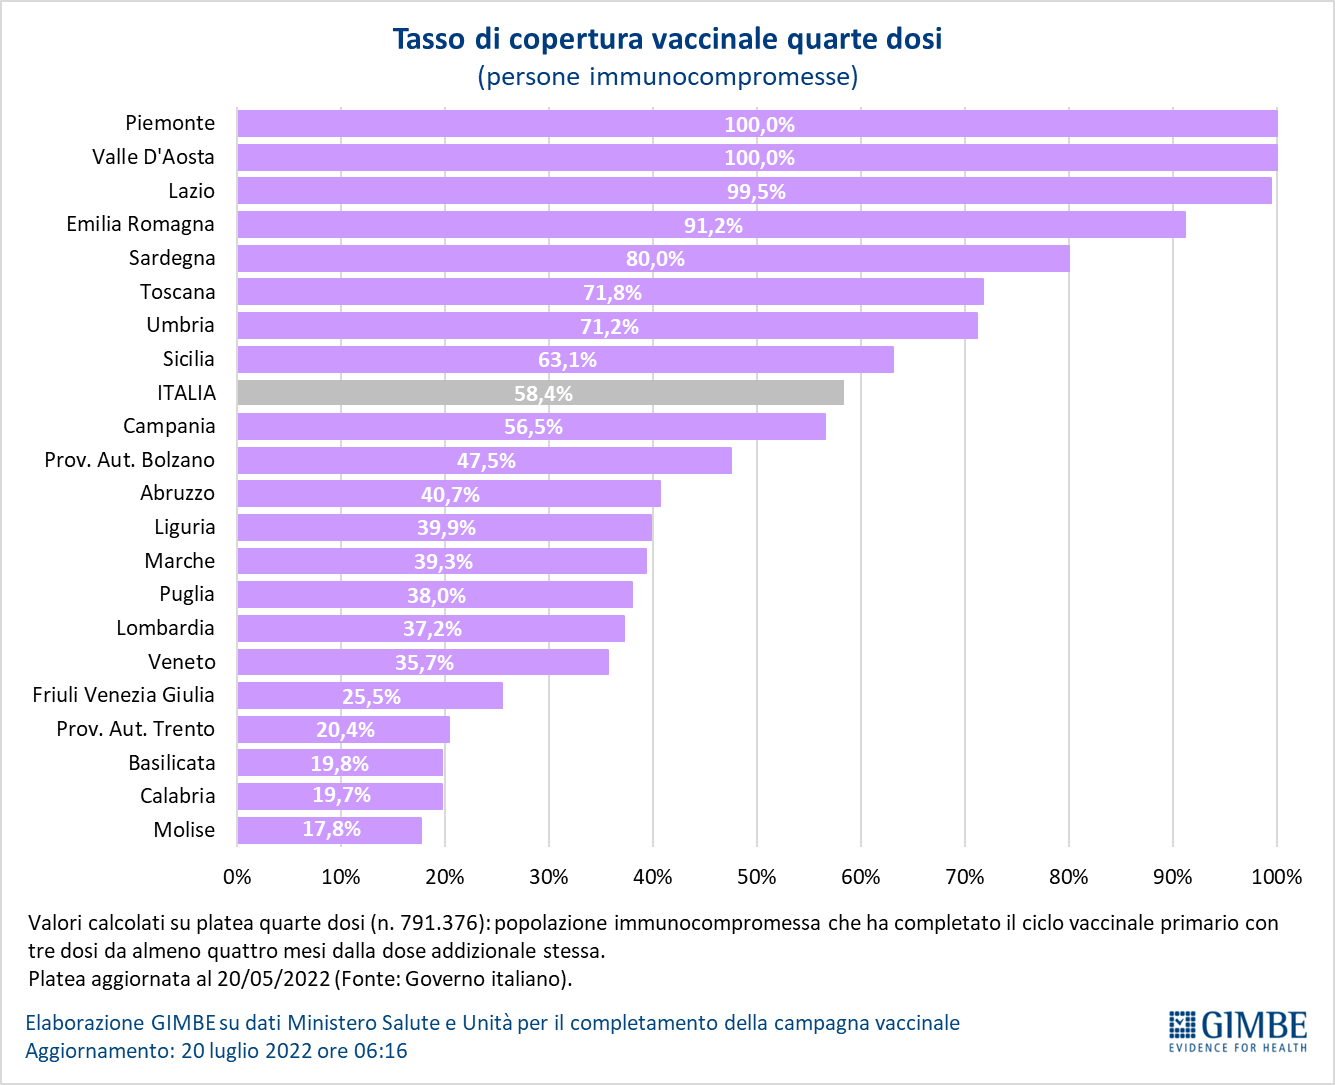 Tasso di copertura vaccinale quarte dosi
(persone immunocompromesse)
Piemonte 100,0%
Valle D'Aosta 100,0%
Lazio 99,5%
Emilia Romagna 91,2%
Sardegna 80,0%
Toscana 71,8%
Umbria 71,2%
Sicilia 63,1%
ITALIA 58,4%
Campania 56,5%
Prov. Aut. Bolzano 47,5%
Abruzzo 40,7%
Liguria 39,9%
Marche 39,3%
Puglia 38,0%
Lombardia 37,2%
Veneto 35,7%
Friuli Venezia Giulia 25,5%
Prov. Aut. Trento 20,4%
Basilicata 19,8%
Calabria 19,7%
Molise 17,8%
0% 10% 20% 30% 40% 50% 60% 70% 80% 90% 100%
Valori calcolati su platea quarte dosi (n. 791.376): popolazione immunocompromessa che ha completato il ciclo vaccinale primario con
tre dosi da almeno quattro mesi dalla dose addizionale stessa.
Platea aggiornata al 20/05/2022 (Fonte: Governo italiano).
Elaborazione GIMBE su dati Ministero Salute e Unità per il completamento della campagna vaccinale
Aggiornamento: 20 luglio 2022 ore 06:16
GIMBE
EVIDENCE FOR HEALTH